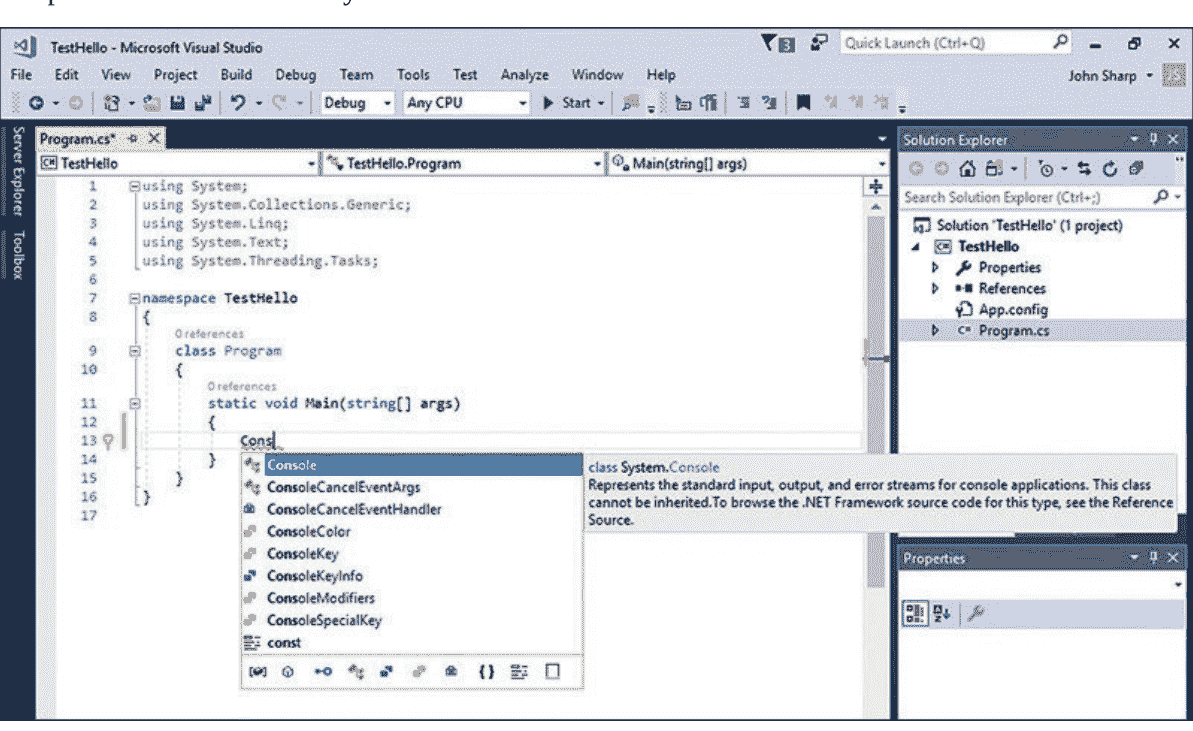 TestHello - Microsoft Visual Studio
3
Quick Launch (Ctrl+Q)
File Edit View Project Build Debug Team Tools Test Analyze Window Help
John Sharp
Debug Any CPU Start
Server Explorer
Toolbox
Program.cs*
TestHello TestHello.Program Main(string[] args)
1 using System;
2 using System.Collections.Generic;
3 using System.Linq;
4 using System.Text;
5 using System.Threading.Tasks;
6
7 namespace TestHello
8 {
0 references
9 class Program
10 {
0 references
11 static void Main(string[] args)
12 {
13 Cons
14 }
15 }
16 }
17
Console
ConsoleCancelEventArgs
ConsoleCancelEventHandler
ConsoleColor
ConsoleKey
ConsoleKeyInfo
ConsoleModifiers
ConsoleSpecialKey
const
class System.Console
Represents the standard input, output, and error streams for console applications. This class
cannot be inherited.To browse the .NET Framework source code for this type, see the Reference
Source.
Solution Explorer
Search Solution Explorer (Ctrl+;)
Solution 'TestHello' (1 project)
C# TestHello
Properties
References
App.config
C# Program.cs
Properties